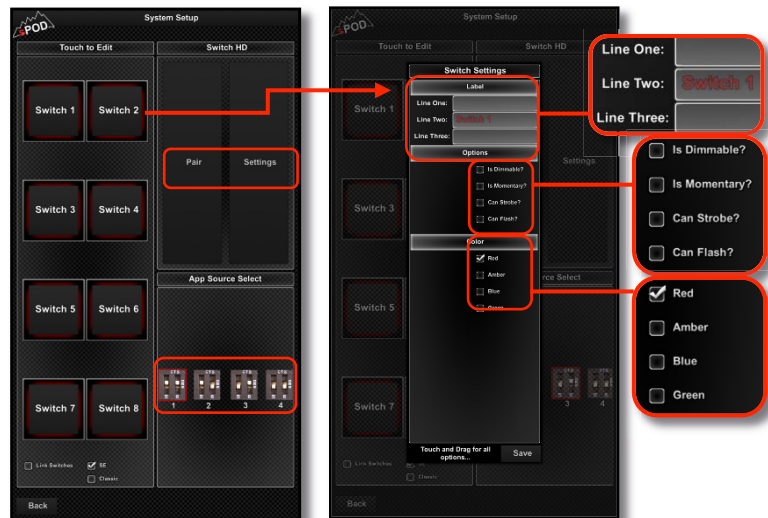 sPOD
System Setup
Touch to Edit
Switch HD
Switch 1
Switch 2
Pair
Settings
Switch 3
Switch 4
App Source Select
Switch 5
Switch 6
1
2
3
4
Switch 7
Switch 8
Link Switches
SE
Classic
Back
sPOD
System Setup
Touch to Edit
Switch HD
Switch Settings
Label
Line One:
Switch 1
Line Two:
Switch 1
Line Three:
Options
Settings
Is Dimmable?
Is Momentary?
Switch 3
Can Strobe?
Can Flash?
Color
Red
Amber
Blue
Green
Switch 5
Switch 7
3
4
Touch and Drag for all
options...
Save
Link Switches
Classic
Back
Line One:
Line Two:
Switch 1
Line Three:
Is Dimmable?
Is Momentary?
Can Strobe?
Can Flash?
Red
Amber
Blue
Green